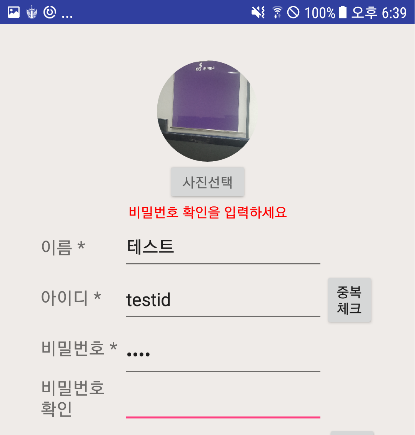 ... 100% 오후 6:39
사진선택
비밀번호 확인을 입력하세요
이름 * 테스트
아이디 * testid 중복
체크
비밀번호 * ••••
비밀번호
확인